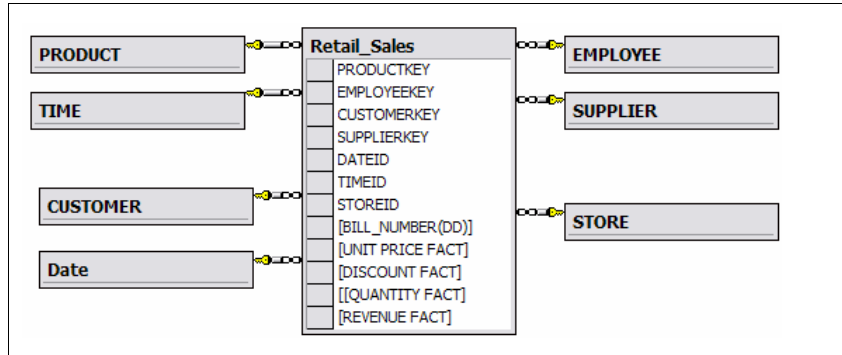 PRODUCT
TIME
CUSTOMER
Date
Retail_Sales
PRODUCTKEY
EMPLOYEEKEY
CUSTOMERKEY
SUPPLIERKEY
DATEID
TIMEID
STOREID
[BILL_NUMBER(DD)]
[UNIT PRICE FACT]
[DISCOUNT FACT]
[[QUANTITY FACT]
[REVENUE FACT]
EMPLOYEE
SUPPLIER
STORE